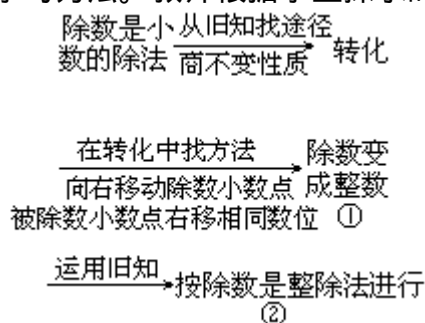 除数是小 从旧知找途径 转化
数的除法 商不变性质
在转化中找方法 除数变
向右移动除数小数点 成整数
被除数小数点右移相同数位 ①
运用旧知
按除数是整除法进行
②